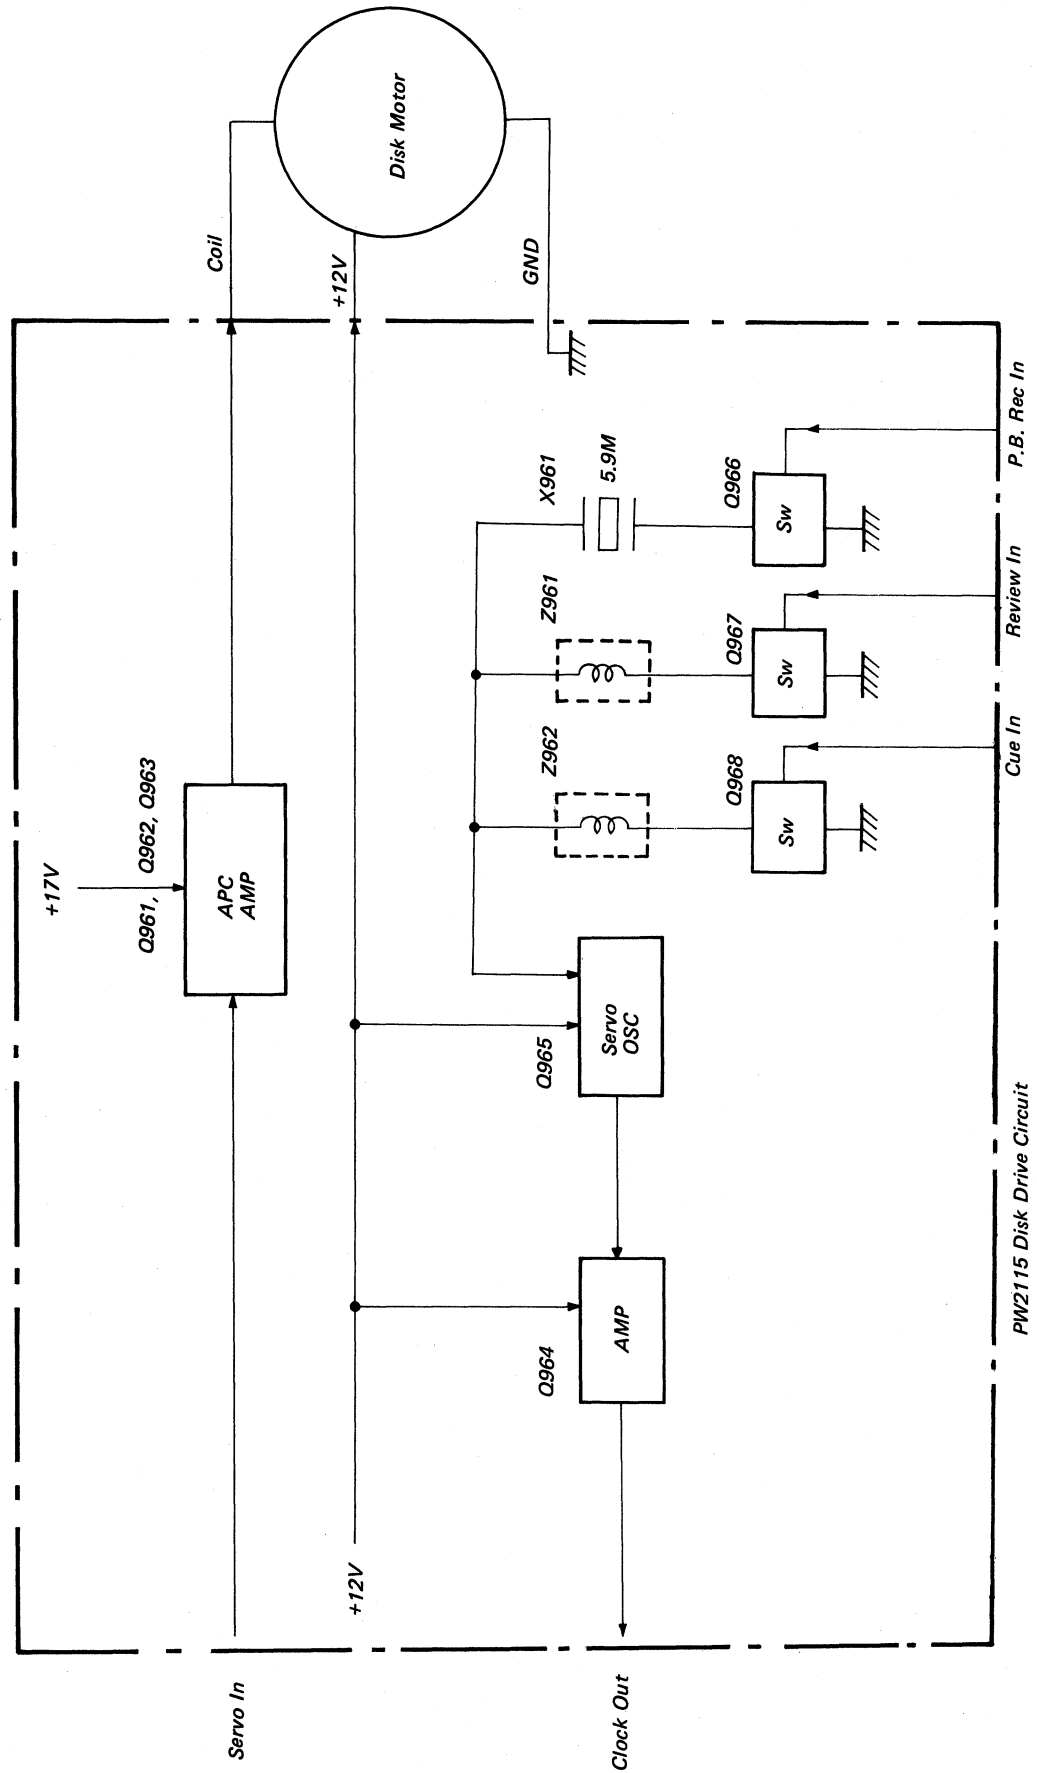 Disk Motor
Coil
+12V
GND
+17V
Q961, Q962, Q963
APC
AMP
X961
5.9M
Z961
Z962
Q966
Sw
Q967
Sw
Q968
Sw
P.B. Rec In
Review In
Cue In
Q965
Servo
OSC
Q964
AMP
+12V
Servo In
Clock Out
PW2115 Disk Drive Circuit